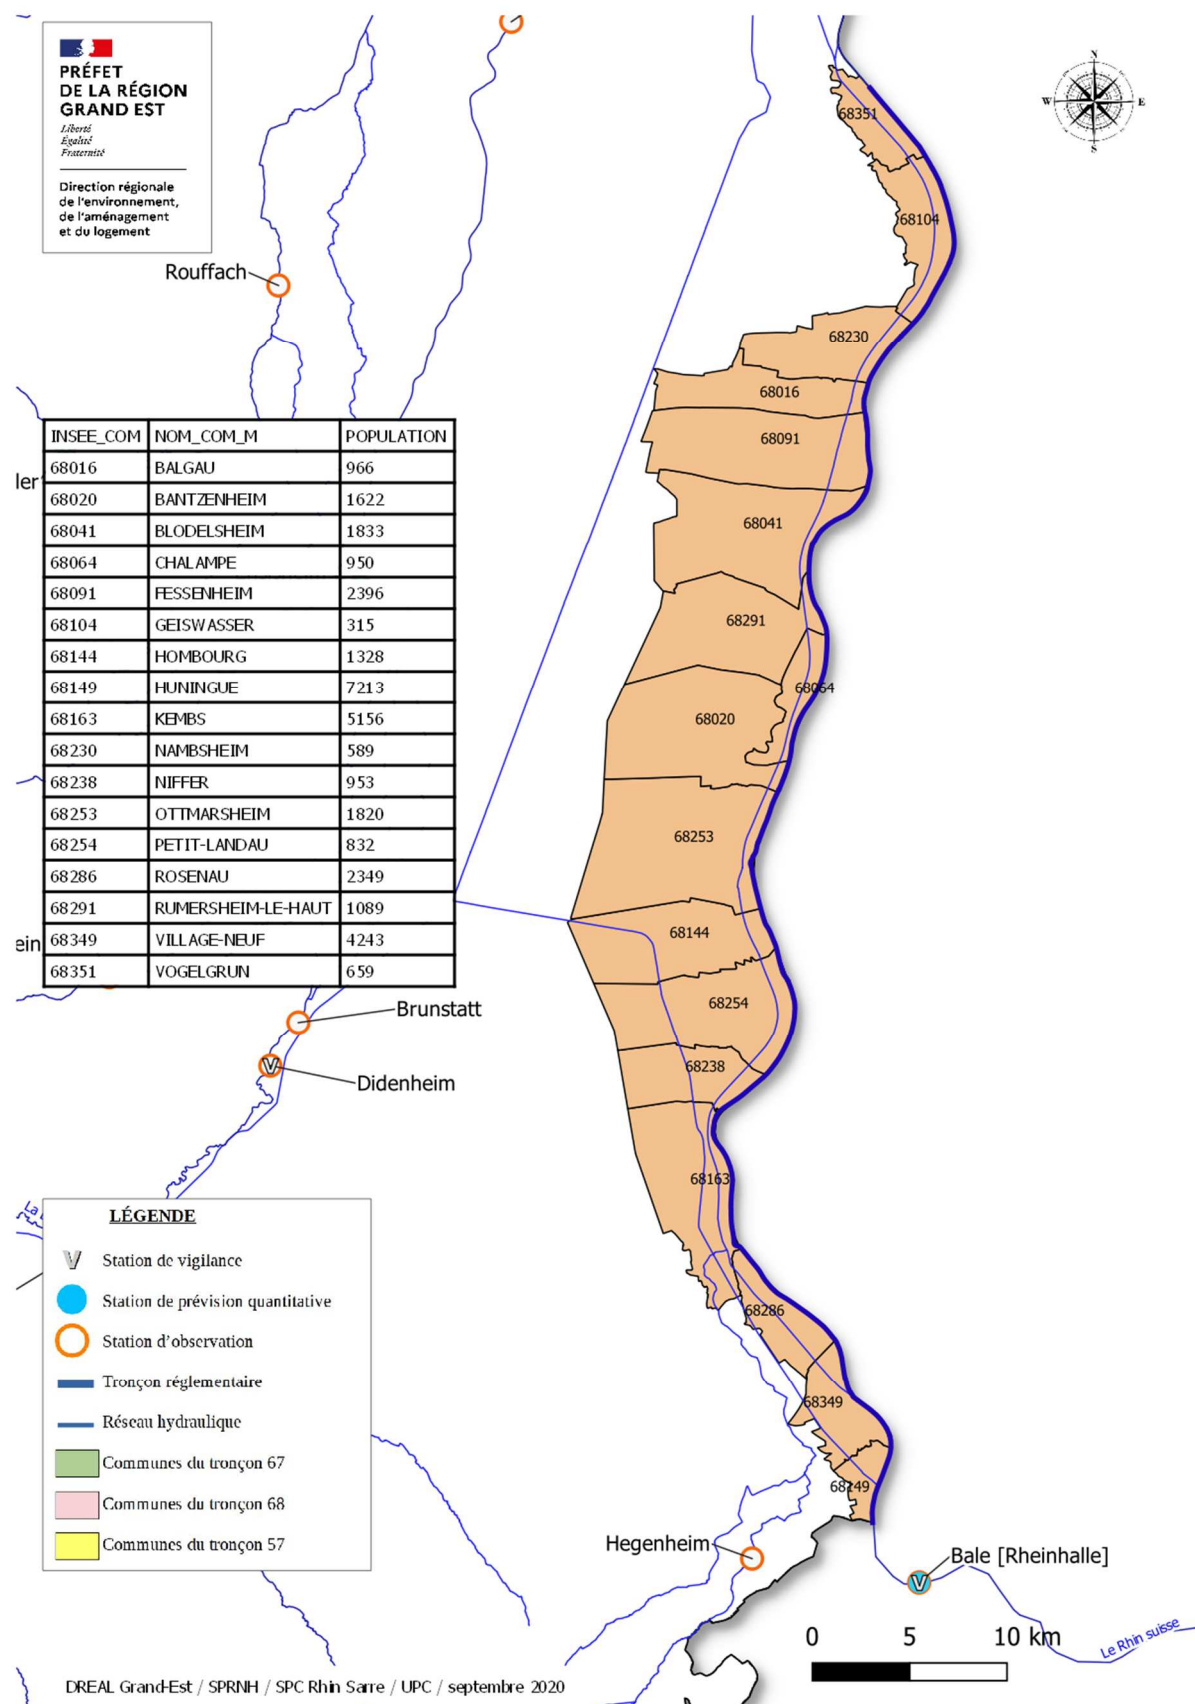 PRÉFET
DE LA RÉGION
GRAND EST
Liberté
Égalité
Fraternité
Direction régionale
de l'environnement,
de l'aménagement
et du logement
N
W E
S
68351
68104
Rouffach
68230
68016
68091
68041
68291
68064
68020
68253
68144
68254
68238
68163
68286
68349
68149
INSEE_COM NOM_COM_M POPULATION
68016 BALGAU 966
68020 BANTZENHEIM 1622
68041 BLODELSHEIM 1833
68064 CHALAMPE 950
68091 FESSENHEIM 2396
68104 GEISWASSER 315
68144 HOMBOURG 1328
68149 HUNINGUE 7213
68163 KEMBS 5156
68230 NAMBSHEIM 589
68238 NIFFER 953
68253 OTTMARSHEIM 1820
68254 PETIT-LANDAU 832
68286 ROSENAU 2349
68291 RUMERSHEIM-LE-HAUT 1089
68349 VILLAGE-NEUF 4243
68351 VOGELGRUN 659
ler
ein
Brunstatt
V
Didenheim
La
LÉGENDE
V Station de vigilance
Station de prévision quantitative
Station d'observation
Tronçon réglementaire
Réseau hydraulique
Communes du tronçon 67
Communes du tronçon 68
Communes du tronçon 57
Hegenheim
V
Bale [Rheinhalle]
Le Rhin suisse
0 5 10 km
DREAL Grand-Est / SPRNH / SPC Rhin Sarre / UPC / septembre 2020